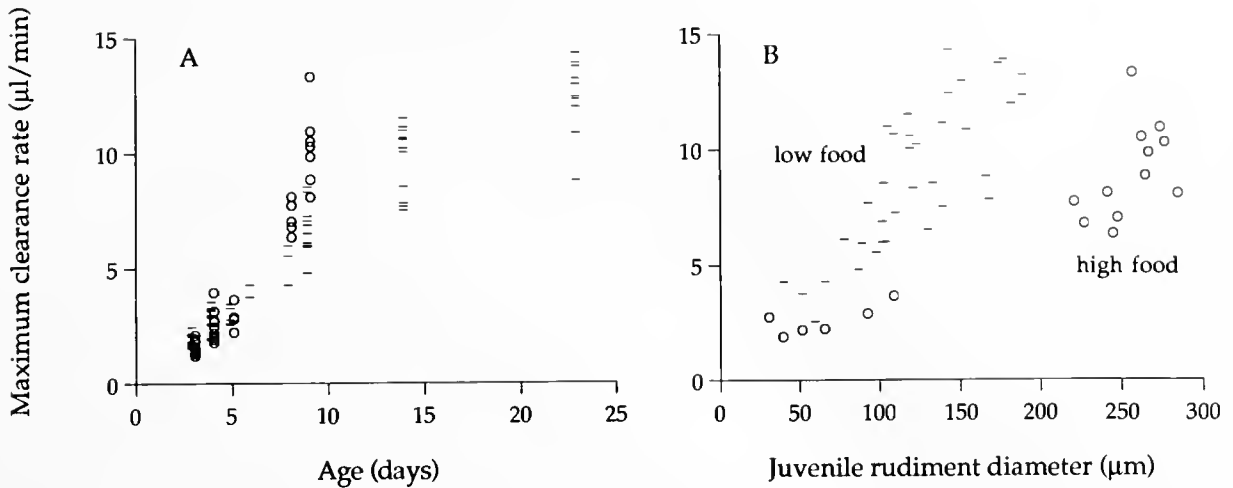 Maximum clearance rate (µl/min)
15
10
5
0
A
0 5 10 15 20 25
Age (days)
15
10
5
0
B
low food
high food
0 50 100 150 200 250 300
Juvenile rudiment diameter (µm)